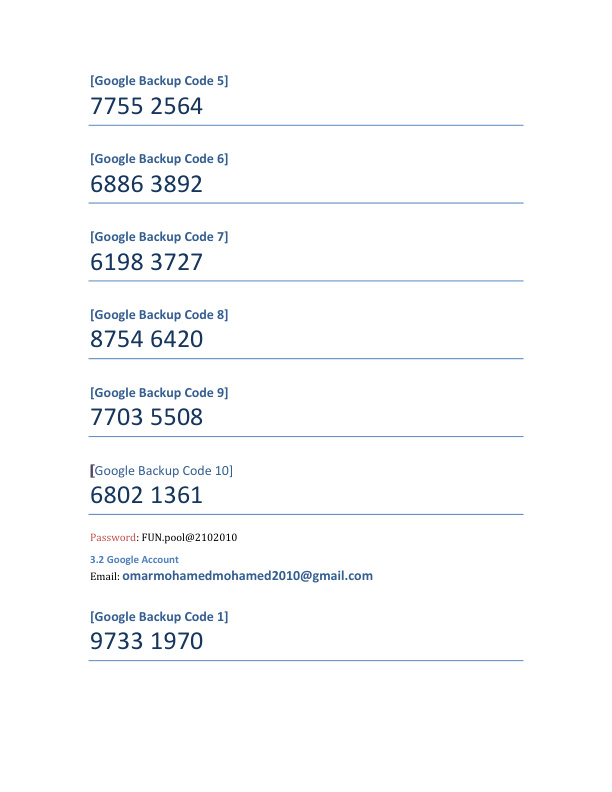 [Google Backup Code 5]
7755 2564
[Google Backup Code 6]
6886 3892
[Google Backup Code 7]
6198 3727
[Google Backup Code 8]
8754 6420
[Google Backup Code 9]
7703 5508
[Google Backup Code 10]
6802 1361
Password: FUN.pool@2102010
3.2 Google Account
Email: omarmohamedmohamed2010@gmail.com
[Google Backup Code 1]
9733 1970